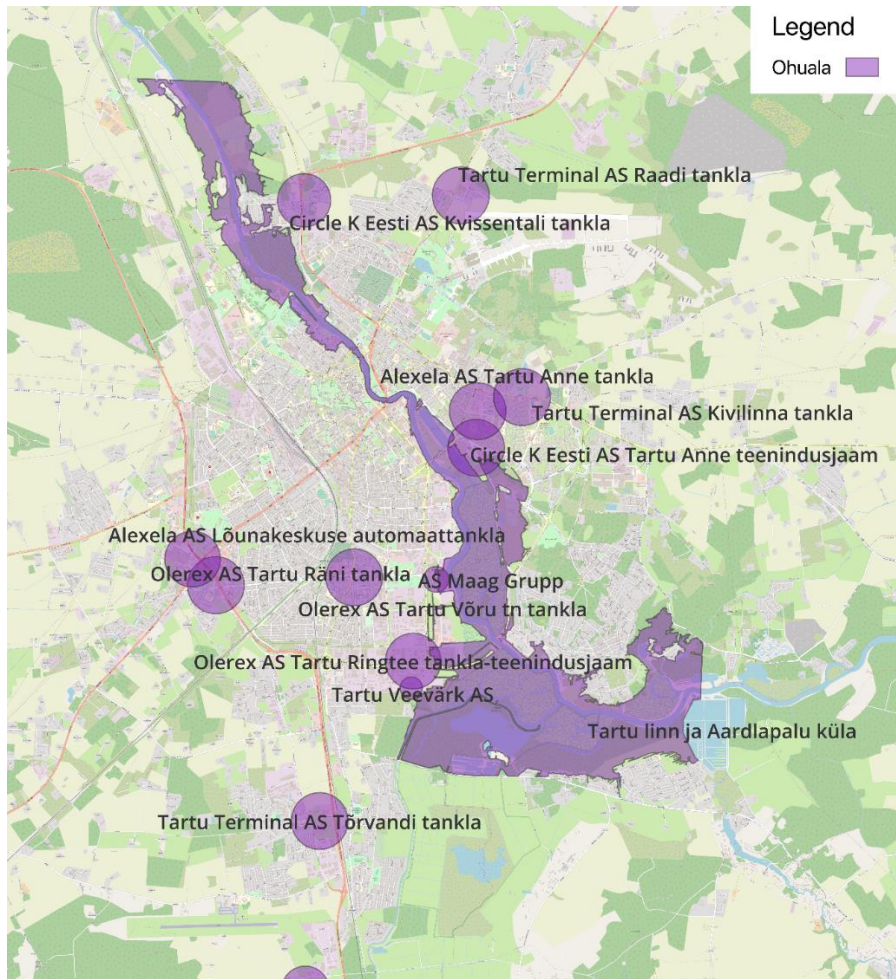 Legend
Ohuala
Tartu Terminal AS Raadi tankla
Circle K Eesti AS Kvissentali tankla
Alexela AS Tartu Anne tankla
Tartu Terminal AS Kivilinna tankla
Circle K Eesti AS Tartu Anne teenindusjaam
Alexela AS Lõunakeskuse automaattankla
Olerex AS Tartu Räni tankla
AS Maag Grupp
Olerex AS Tartu Võru tn tankla
Olerex AS Tartu Ringtee tankla-teenindusjaam
Tartu Veevärk AS
Tartu linn ja Aardlapalu küla
Tartu Terminal AS Tõrvandi tankla